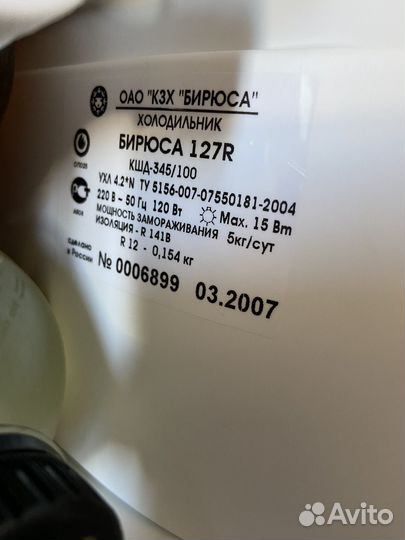 ОАО "КЗХ "БИРЮСА"
ХОЛОДИЛЬНИК
БИРЮСА 127R
КШД-345/100
УХЛ 4.2*N ТУ 5156-007-07550181-2004
220 В ~ 50 Гц 120 Вт Max. 15 Вт
МОЩНОСТЬ ЗАМОРАЖИВАНИЯ 5кг/сут
ИЗОЛЯЦИЯ - R 141B
R 12 - 0,154 кг
сделано
в России
№ 0006899 03.2007
Avito